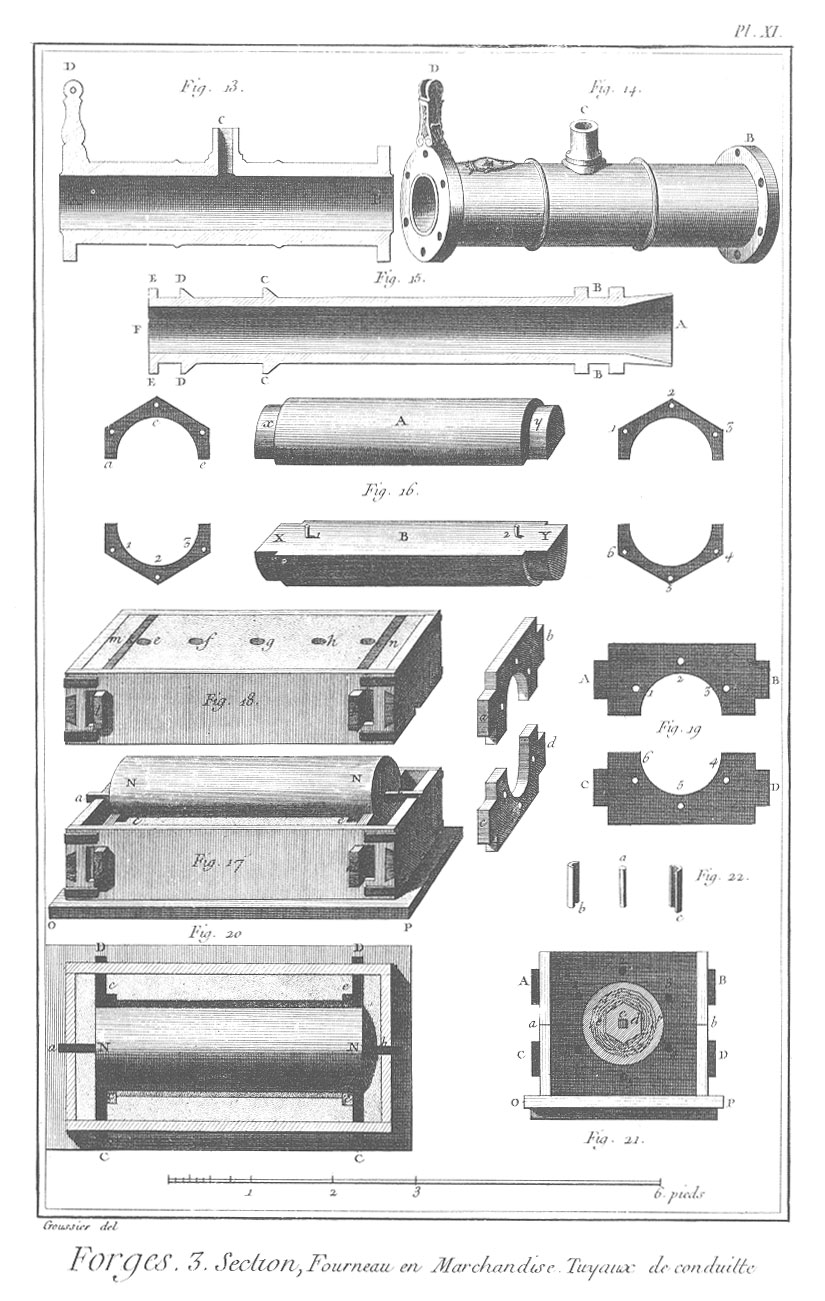 Pl. XI.
D
Fig. 13.
C
D
Fig. 14.
C
B
A
B
E D C
Fig. 15.
B
F
A
E D C
B
c
a e
x A y
2
1 3
Fig. 16.
1 2 3
X 1 B 2 Y
6 4
5
m e f g h n
Fig. 18.
b
a
A B
1 2 3
Fig. 19
N N
a
c e
d
c
C D
6 4
5
Fig. 17
O P
a
b
c
Fig. 22.
Fig. 20
D D
c e
a N N b
C C
A B
a b
c d
C D
O P
Fig. 21.
1 2 3 6. pieds
Goussier del
Forges. 3. Section, Fourneau en Marchandise. Tuyaux de conduitte